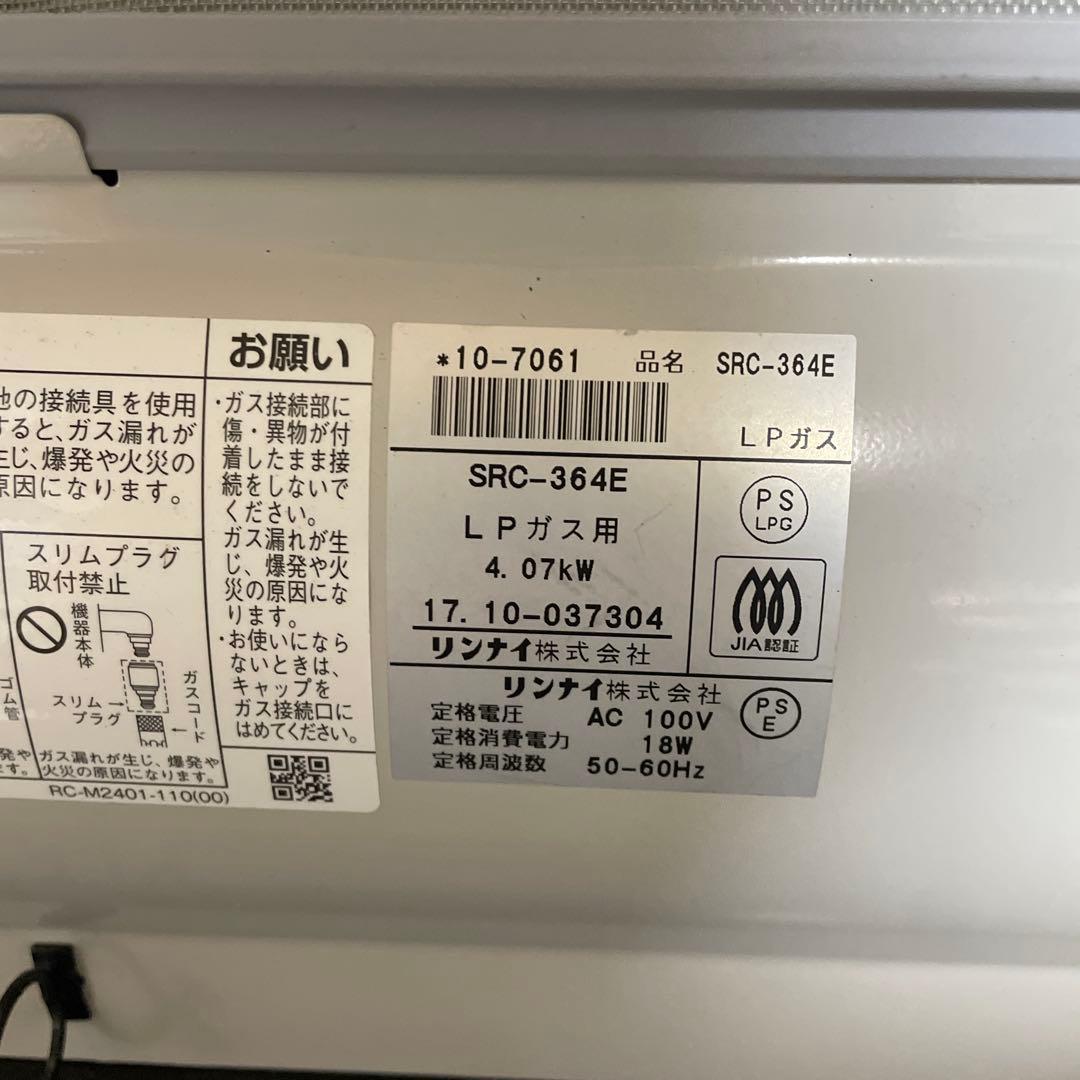 他の接続具を使用
すると、ガス漏れが
生じ、爆発や火災の
原因になります。
スリムプラグ
取付禁止
機器本体
スリム
プラグ
ガスコード
ゴム管
ガス漏れが生じ、爆発や
火災の原因になります。
発や
ます。
RC-M2401-110(00)
お願い
・ガス接続部に
傷・異物が付
着したまま接
続をしないで
ください。
ガス漏れが生
じ、爆発や火
災の原因にな
ります。
・お使いになら
ないときは、
キャップを
ガス接続口に
はめてください。
*10-7061 品名 SRC-364E
LPガス
SRC-364E
LPガス用
4.07kW
17.10-037304
リンナイ株式会社
PS
LPG
JIA認証
リンナイ株式会社
定格電圧 AC 100V
定格消費電力 18W
定格周波数 50-60Hz
PS
E